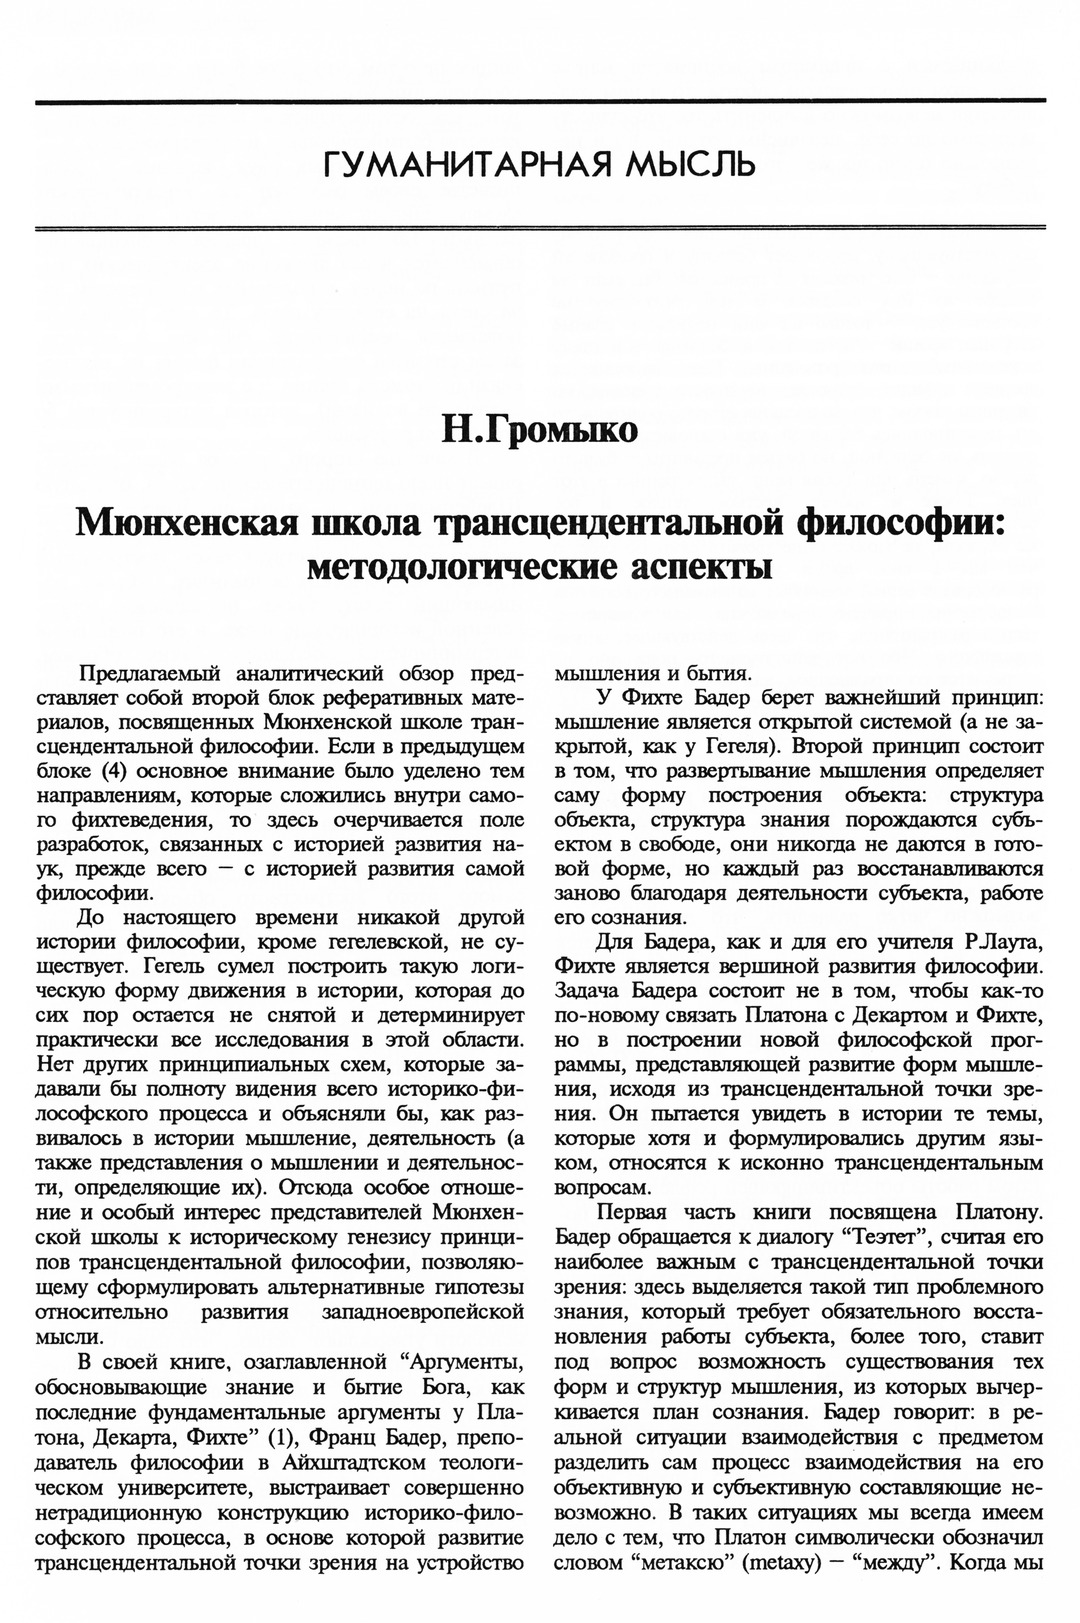 ГУМАНИТАРНАЯ МЫСЛЬ
Н.Громыко
Мюнхенская школа трансцендентальной философии:
методологические аспекты
Предлагаемый аналитический обзор пред-
ставляет собой второй блок реферативных мате-
риалов, посвященных Мюнхенской школе тран-
сцендентальной философии. Если в предыдущем
блоке (4) основное внимание было уделено тем
направлениям, которые сложились внутри само-
го фихтеведения, то здесь очерчивается поле
разработок, связанных с историей развития на-
ук, прежде всего — с историей развития самой
философии.
До настоящего времени никакой другой
истории философии, кроме гегелевской, не су-
ществует. Гегель сумел построить такую логи-
ческую форму движения в истории, которая до
сих пор остается не снятой и детерминирует
практически все исследования в этой области.
Нет других принципиальных схем, которые за-
давали бы полноту видения всего историко-фи-
лософского процесса и объясняли бы, как раз-
вивалось в истории мышление, деятельность (а
также представления о мышлении и деятельнос-
ти, определяющие их). Отсюда особое отноше-
ние и особый интерес представителей Мюнхен-
ской школы к историческому генезису принци-
пов трансцендентальной философии, позволяю-
щему сформулировать альтернативные гипотезы
относительно развития западноевропейской
мысли.
В своей книге, озаглавленной “Аргументы,
обосновывающие знание и бытие Бога, как
последние фундаментальные аргументы у Пла-
тона, Декарта, Фихте” (1), Франц Бадер, препо-
даватель философии в Айхштадтском теологи-
ческом университете, выстраивает совершенно
нетрадиционную конструкцию историко-фило-
софского процесса, в основе которой развитие
трансцендентальной точки зрения на устройство
мышления и бытия.
У Фихте Бадер берет важнейший принцип:
мышление является открытой системой (а не за-
крытой, как у Гегеля). Второй принцип состоит
в том, что развертывание мышления определяет
саму форму построения объекта: структура
объекта, структура знания порождаются субъ-
ектом в свободе, они никогда не даются в гото-
вой форме, но каждый раз восстанавливаются
заново благодаря деятельности субъекта, работе
его сознания.
Для Бадера, как и для его учителя Р.Лаута,
Фихте является вершиной развития философии.
Задача Бадера состоит не в том, чтобы как-то
по-новому связать Платона с Декартом и Фихте,
но в построении новой философской прог-
раммы, представляющей развитие форм мышле-
ния, исходя из трансцендентальной точки зре-
ния. Он пытается увидеть в истории те темы,
которые хотя и формулировались другим язы-
ком, относятся к исконно трансцендентальным
вопросам.
Первая часть книги посвящена Платону.
Бадер обращается к диалогу “Теэтет”, считая его
наиболее важным с трансцендентальной точки
зрения: здесь выделяется такой тип проблемного
знания, который требует обязательного восста-
новления работы субъекта, более того, ставит
под вопрос возможность существования тех
форм и структур мышления, из которых вычер-
кивается план сознания. Бадер говорит: в ре-
альной ситуации взаимодействия с предметом
разделить сам процесс взаимодействия на его
объективную и субъективную составляющие не-
возможно. В таких ситуациях мы всегда имеем
дело с тем, что Платон символически обозначил
словом “метаксю” (metaxy) — “между”. Когда мы